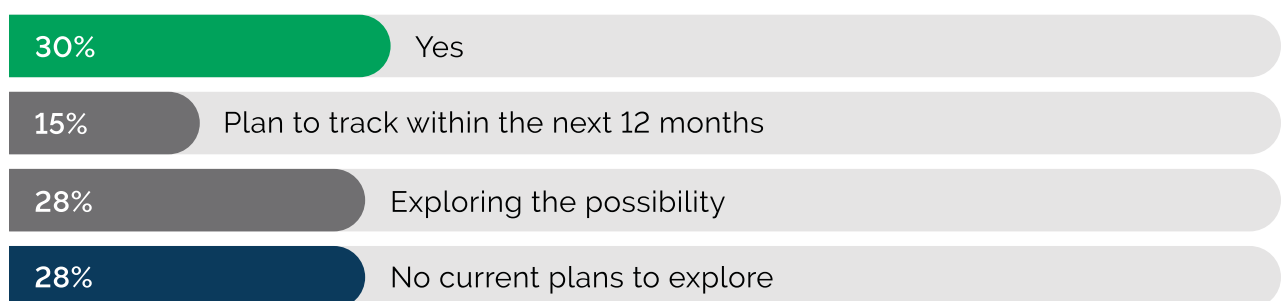 30% Yes
15% Plan to track within the next 12 months
28% Exploring the possibility
28% No current plans to explore